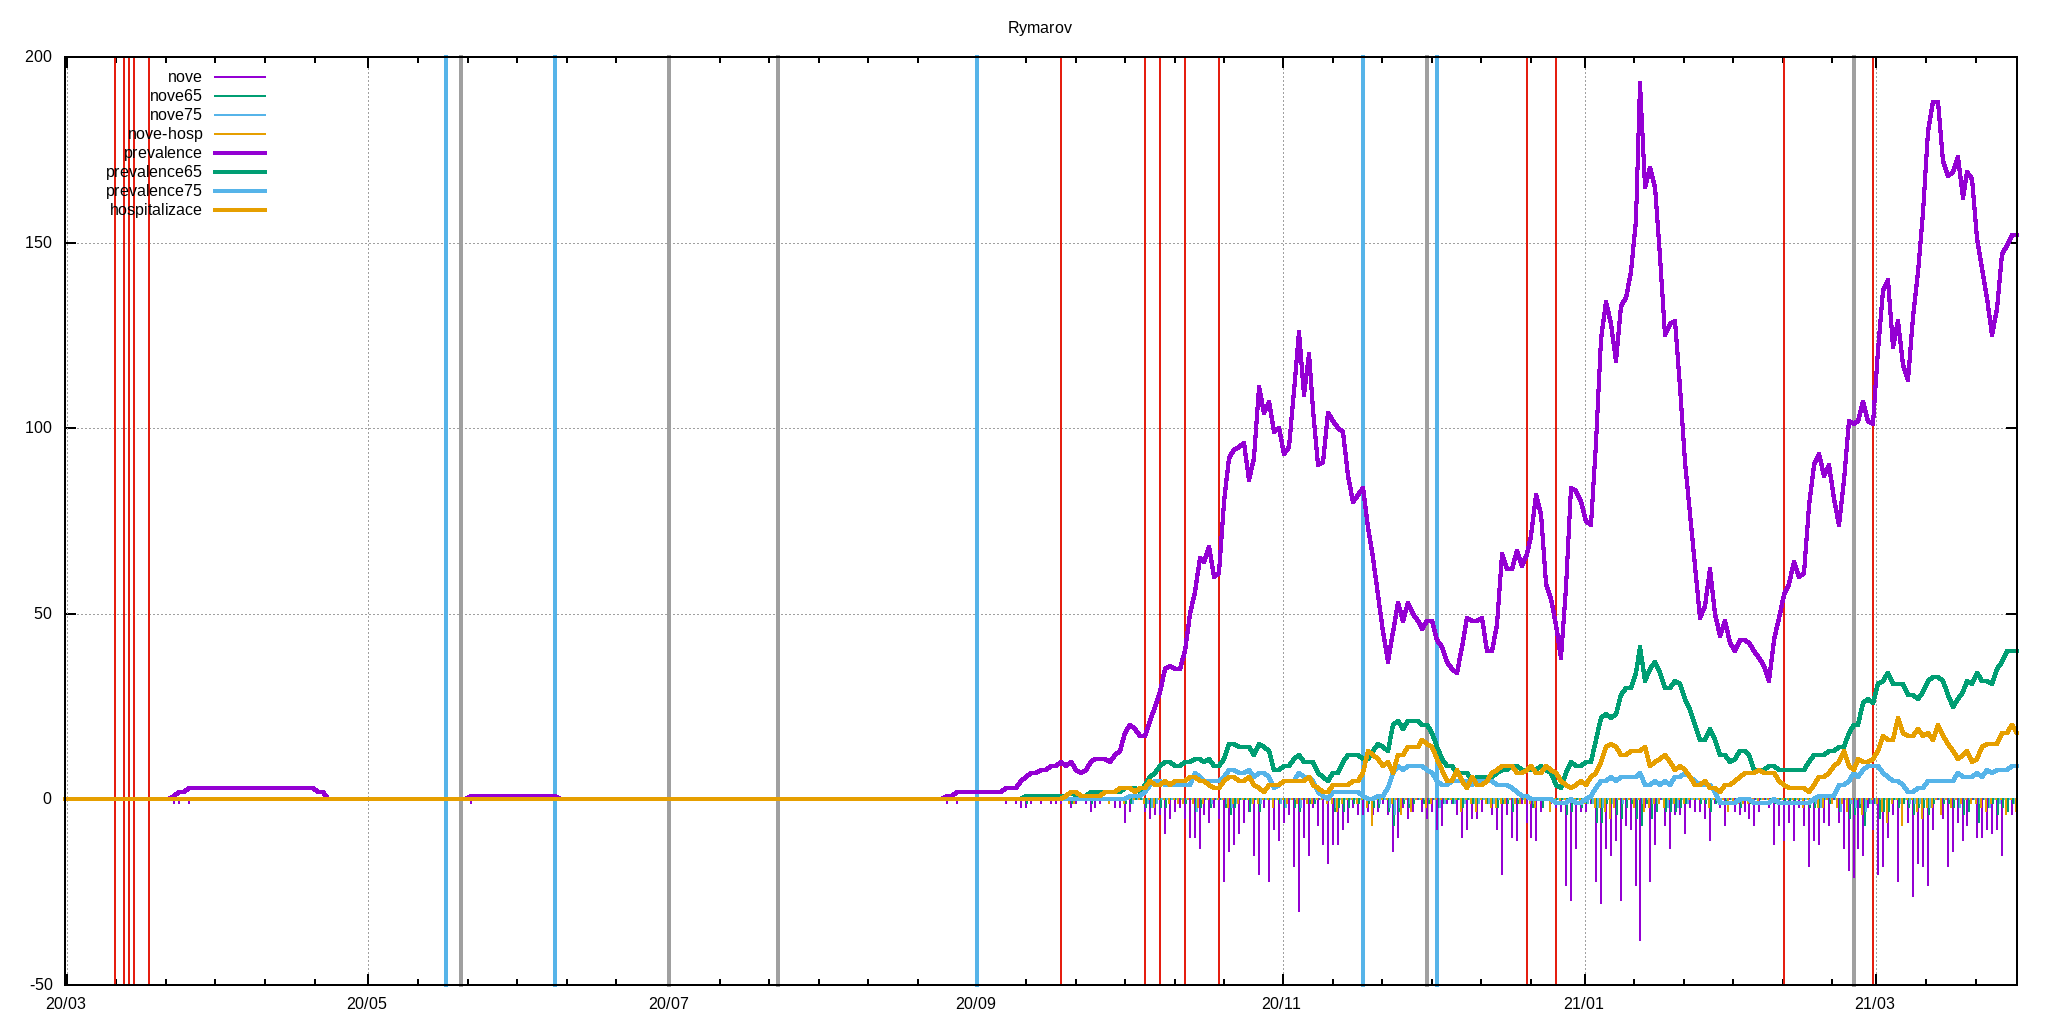 Rymarov
200
nove
nove65
nove75
nove-hosp
prevalence
prevalence65
prevalence75
hospitalizace
150
100
50
0
-50
20/03 20/05 20/07 20/09 20/11 21/01 21/03